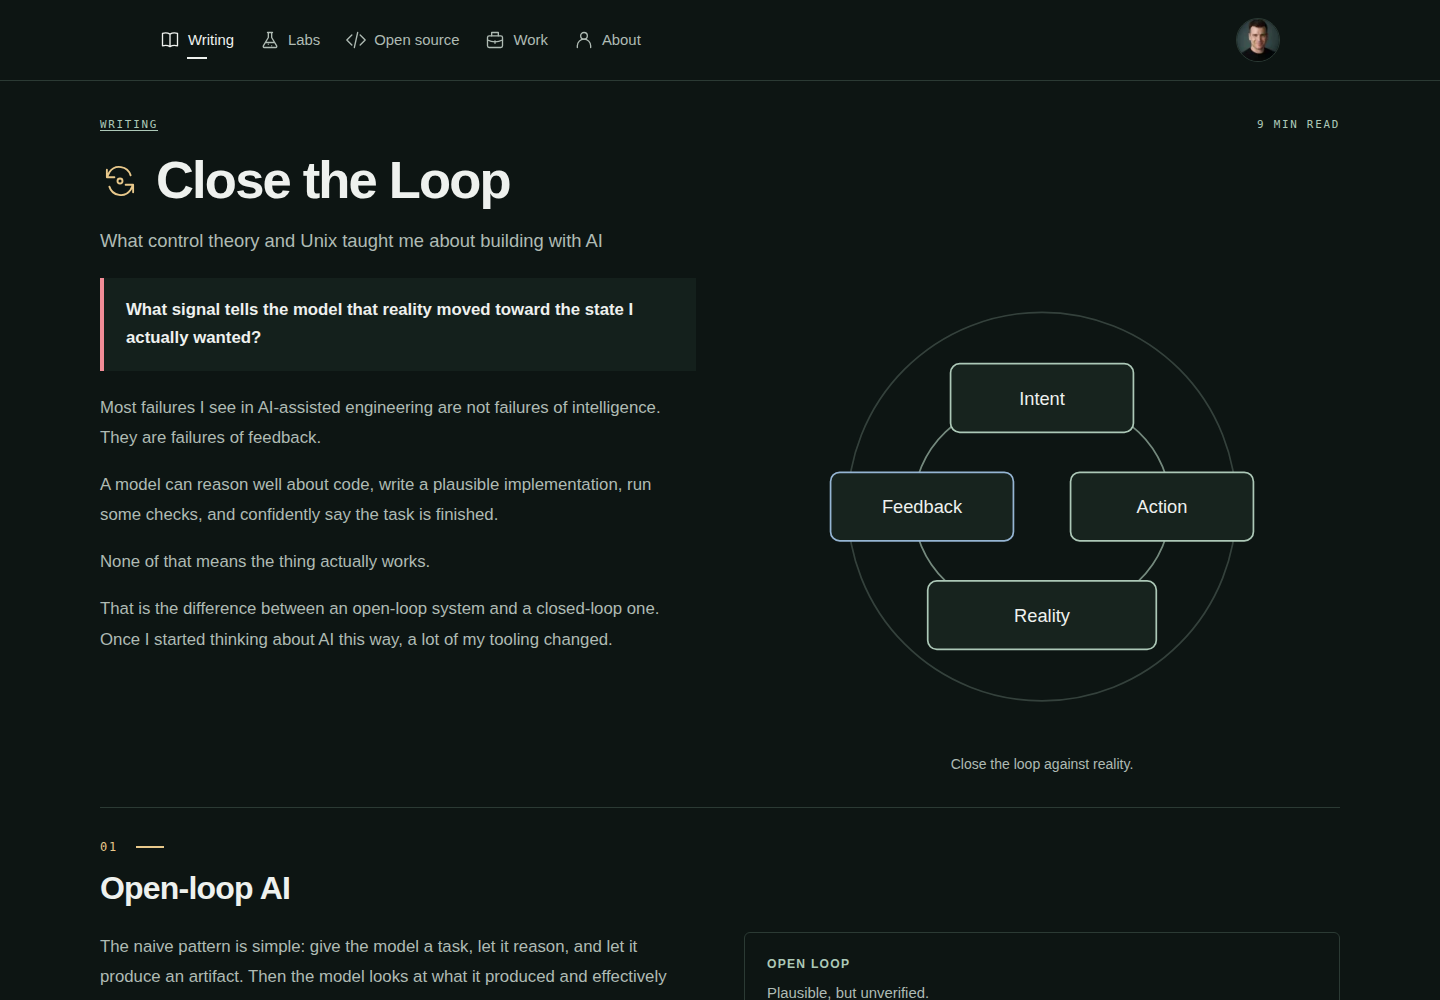 Writing
Labs
Open source
Work
About
WRITING
9 MIN READ
Close the Loop
What control theory and Unix taught me about building with AI
What signal tells the model that reality moved toward the state I
actually wanted?
Most failures I see in AI-assisted engineering are not failures of intelligence.
They are failures of feedback.
A model can reason well about code, write a plausible implementation, run
some checks, and confidently say the task is finished.
None of that means the thing actually works.
That is the difference between an open-loop system and a closed-loop one.
Once I started thinking about AI this way, a lot of my tooling changed.
Intent
Feedback
Action
Reality
Close the loop against reality.
01
Open-loop AI
The naive pattern is simple: give the model a task, let it reason, and let it
produce an artifact. Then the model looks at what it produced and effectively
OPEN LOOP
Plausible, but unverified.